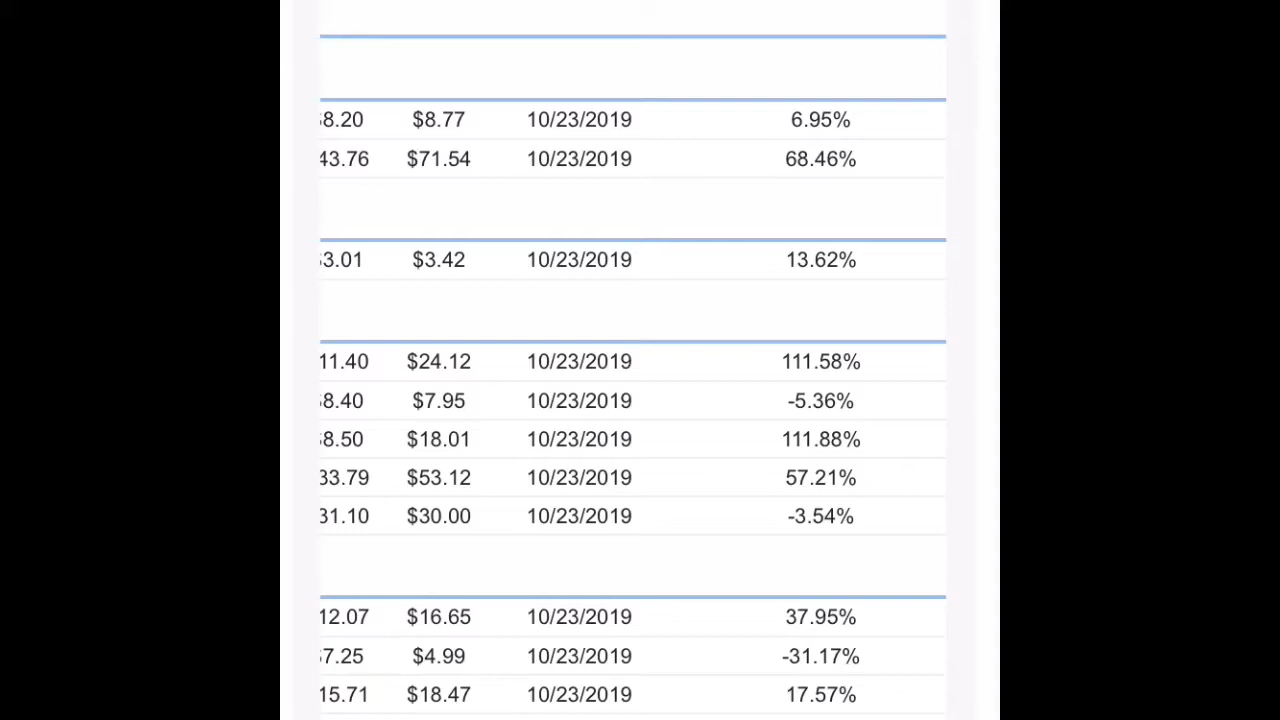 8.20 $8.77 10/23/2019 6.95%
43.76 $71.54 10/23/2019 68.46%
3.01 $3.42 10/23/2019 13.62%
11.40 $24.12 10/23/2019 111.58%
8.40 $7.95 10/23/2019 -5.36%
8.50 $18.01 10/23/2019 111.88%
33.79 $53.12 10/23/2019 57.21%
31.10 $30.00 10/23/2019 -3.54%
12.07 $16.65 10/23/2019 37.95%
7.25 $4.99 10/23/2019 -31.17%
15.71 $18.47 10/23/2019 17.57%